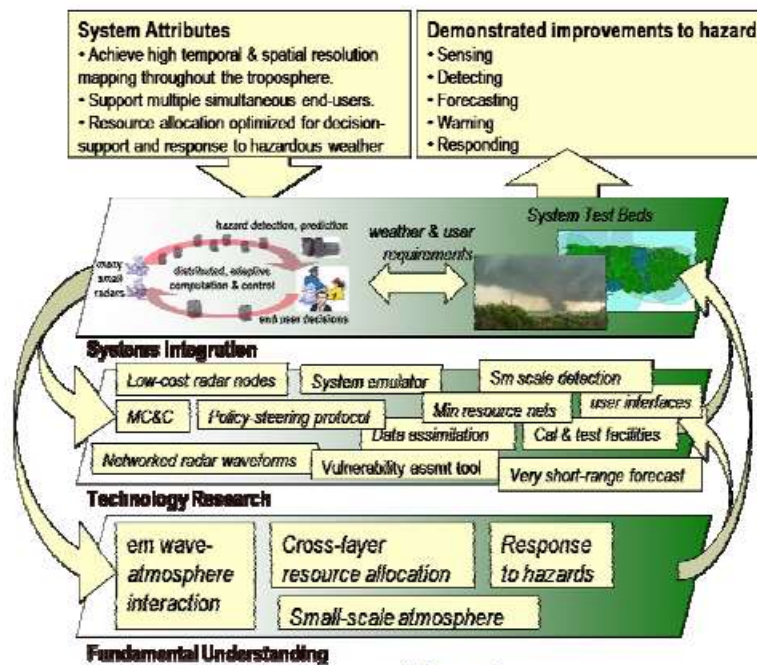 System Attributes
• Achieve high temporal & spatial resolution
mapping throughout the troposphere.
• Support multiple simultaneous end-users.
• Resource allocation optimized for decision-
support and response to hazardous weather
Demonstrated improvements to hazard
• Sensing
• Detecting
• Forecasting
• Warning
• Responding
hazard detection, prediction
many
small
radars
distributed, adaptive
computation & control
end user decisions
weather & user
requirements
System Test Beds
Systems Integration
Low-cost radar nodes
System emulator
Sm scale detection
MC&C
Policy-steering protocol
Min resource nets
user interfaces
Data assimilation
Cal & test facilities
Networked radar waveforms
Vulnerability assmt tool
Very short-range forecast
Technology Research
em wave-
atmosphere
interaction
Cross-layer
resource allocation
Response
to hazards
Small-scale atmosphere
Fundamental Understanding